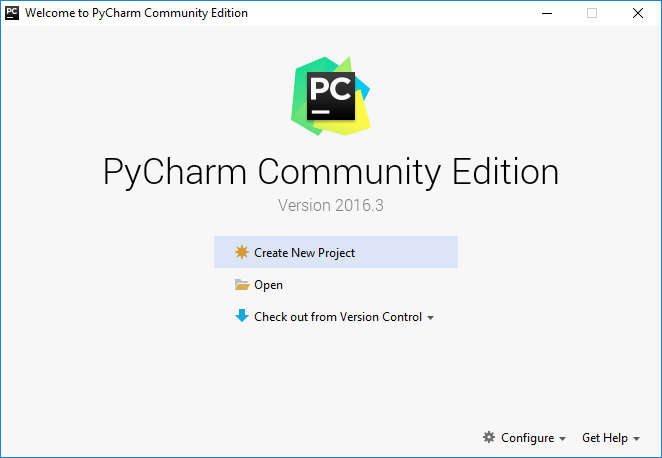 PC Welcome to PyCharm Community Edition
PC
PyCharm Community Edition
Version 2016.3
Create New Project
Open
Check out from Version Control
Configure Get Help